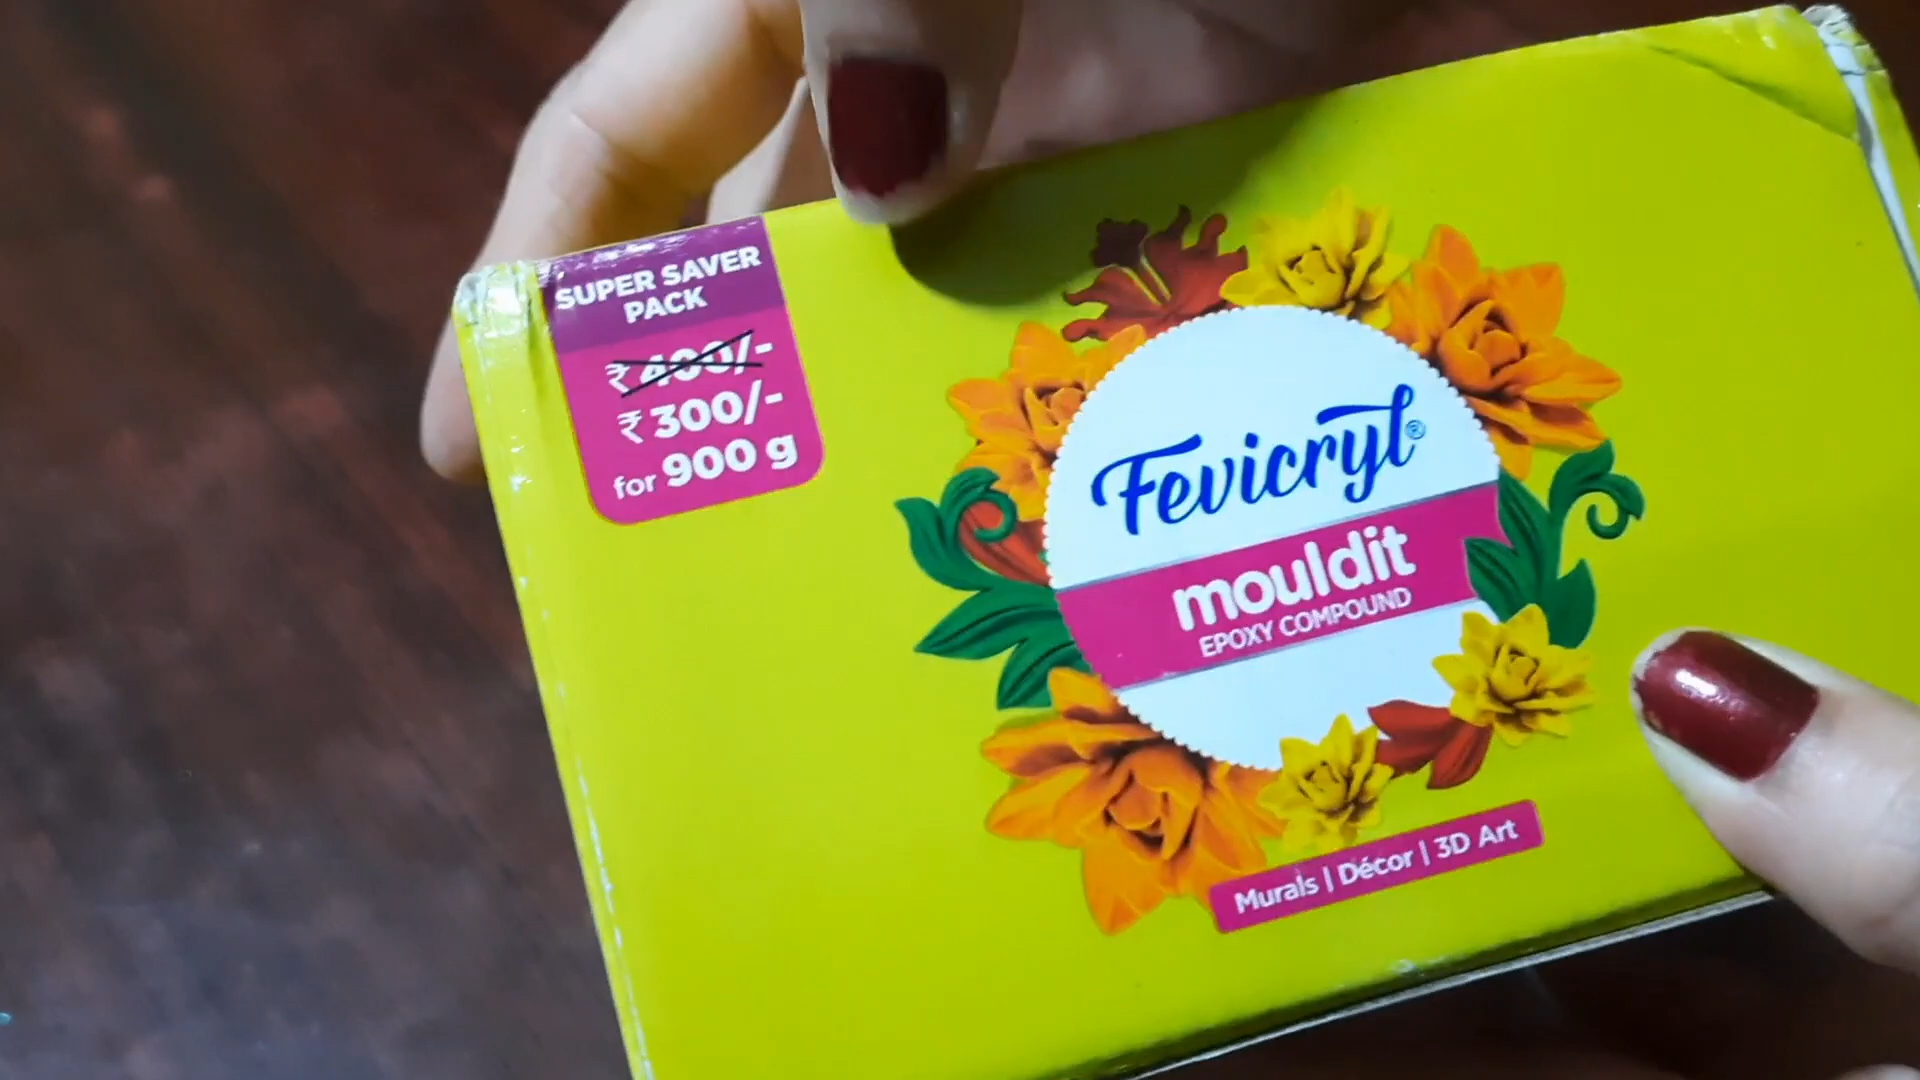 SUPER SAVER
PACK
₹ 400/-
₹ 300/-
for 900 g
Fevicryl®
mouldit
EPOXY COMPOUND
Murals | Décor | 3D Art